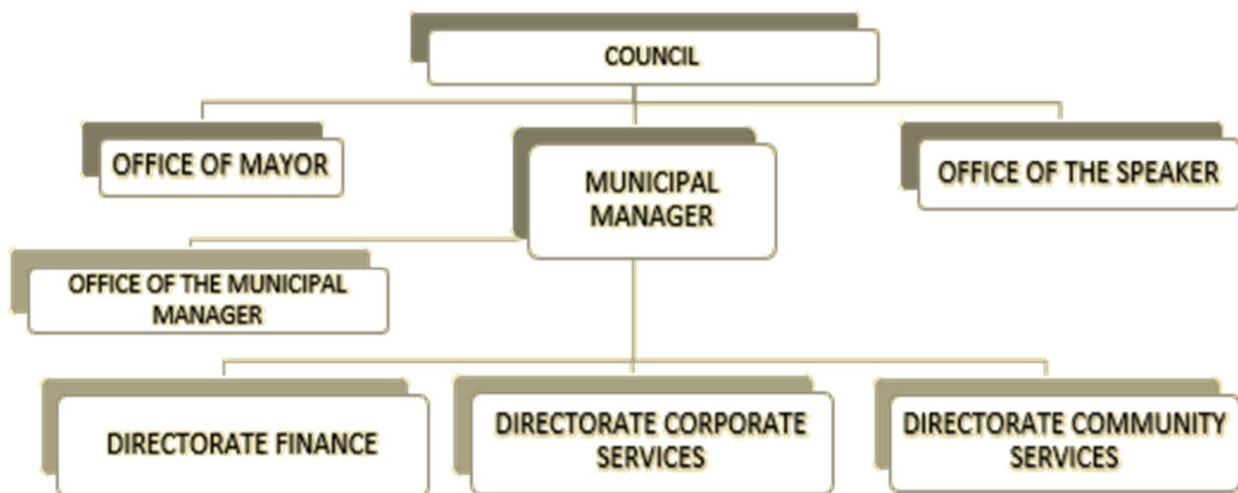 COUNCIL
OFFICE OF MAYOR
MUNICIPAL
MANAGER
OFFICE OF THE SPEAKER
OFFICE OF THE MUNICIPAL
MANAGER
DIRECTORATE FINANCE
DIRECTORATE CORPORATE
SERVICES
DIRECTORATE COMMUNITY
SERVICES